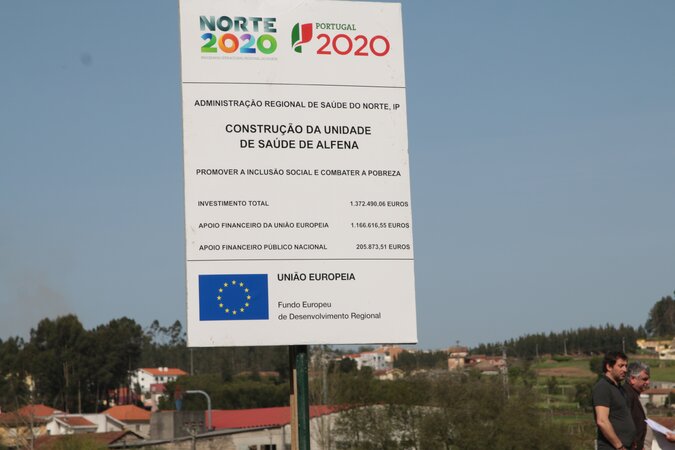 NORTE
2020
PORTUGAL
2020
ADMINISTRAÇÃO REGIONAL DE SAÚDE DO NORTE, IP
CONSTRUÇÃO DA UNIDADE
DE SAÚDE DE ALFENA
PROMOVER A INCLUSÃO SOCIAL E COMBATER A POBREZA
INVESTIMENTO TOTAL 1.372.490,06 EUROS
APOIO FINANCEIRO DA UNIÃO EUROPEIA 1.166.616,55 EUROS
APOIO FINANCEIRO PÚBLICO NACIONAL 205.873,51 EUROS
UNIÃO EUROPEIA
Fundo Europeu
de Desenvolvimento Regional